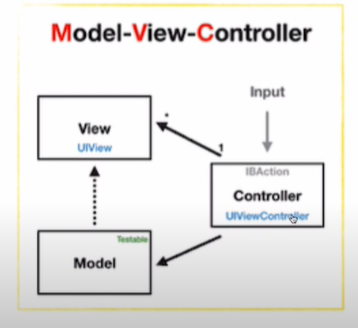 Model-View-Controller
Input
View
UIView
*
1
IBAction
Controller
UIViewController
Testable
Model